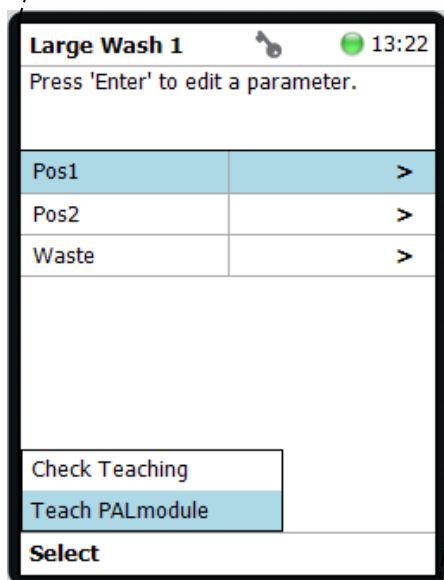 Large Wash 1 13:22
Press 'Enter' to edit a parameter.
Pos1 >
Pos2 >
Waste >
Check Teaching
Teach PALmodule
Select